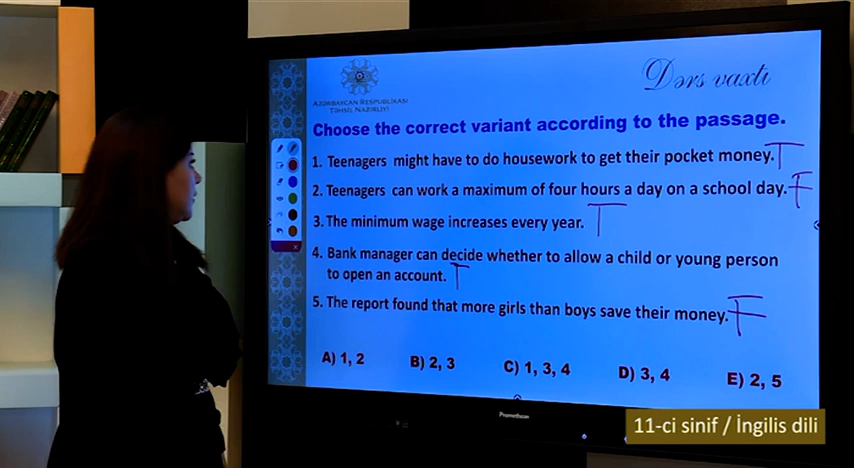 Dərs vaxtı
AZƏRBAYCAN RESPUBLİKASI
TƏHSİL NAZİRLİYİ
Choose the correct variant according to the passage.
1. Teenagers might have to do housework to get their pocket money. T
2. Teenagers can work a maximum of four hours a day on a school day. F
3. The minimum wage increases every year. T
4. Bank manager can decide whether to allow a child or young person
to open an account. T
5. The report found that more girls than boys save their money. F
A) 1, 2 B) 2, 3 C) 1, 3, 4 D) 3, 4 E) 2, 5
Promethean
11-ci sinif / İngilis dili